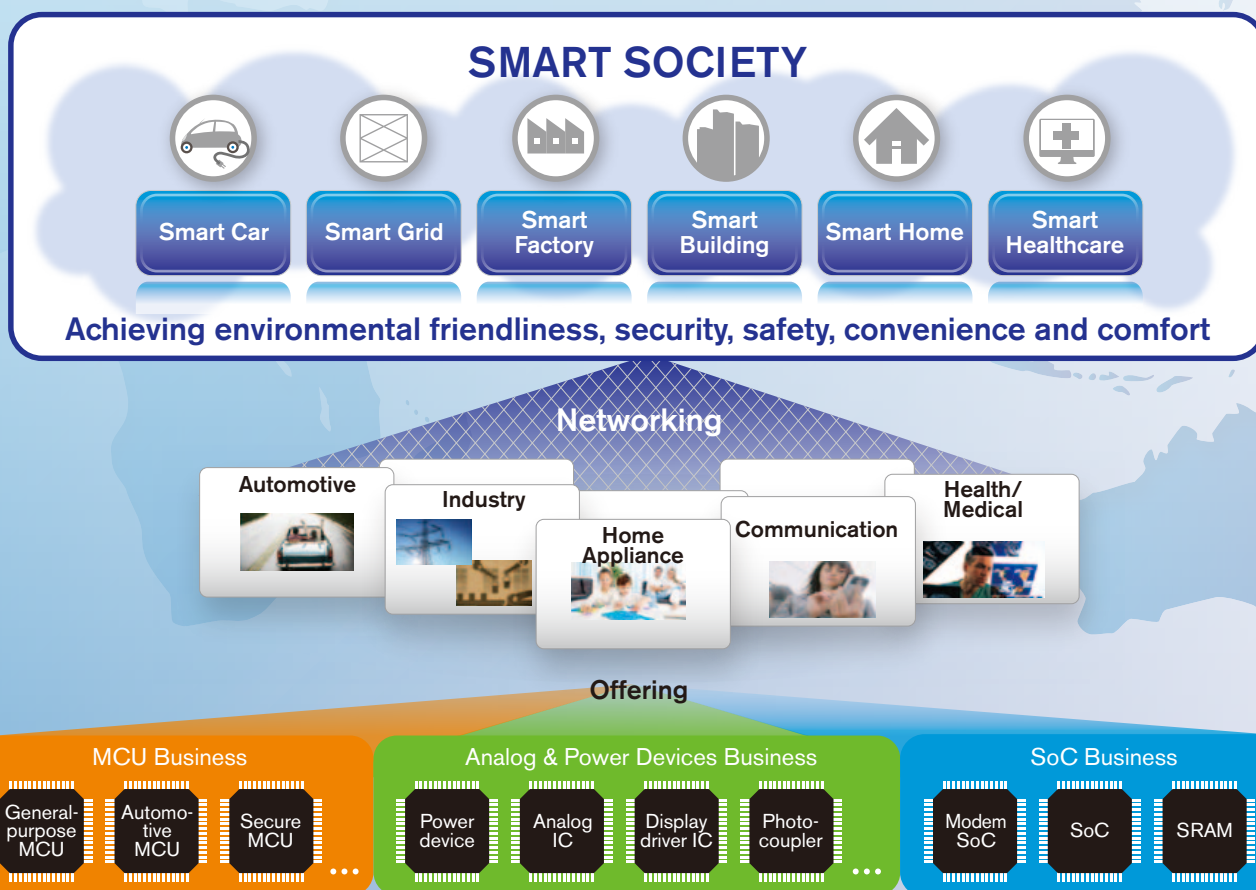 SMART SOCIETY
Smart Car
Smart Grid
Smart
Factory
Smart
Building
Smart Home
Smart
Healthcare
Achieving environmental friendliness, security, safety, convenience and comfort
Networking
Automotive
Industry
Home
Appliance
Communication
Health/
Medical
Offering
MCU Business
General-
purpose
MCU
Automo-
tive
MCU
Secure
MCU
...
Analog & Power Devices Business
Power
device
Analog
IC
Display
driver IC
Photo-
coupler
...
SoC Business
Modem
SoC
SoC
SRAM